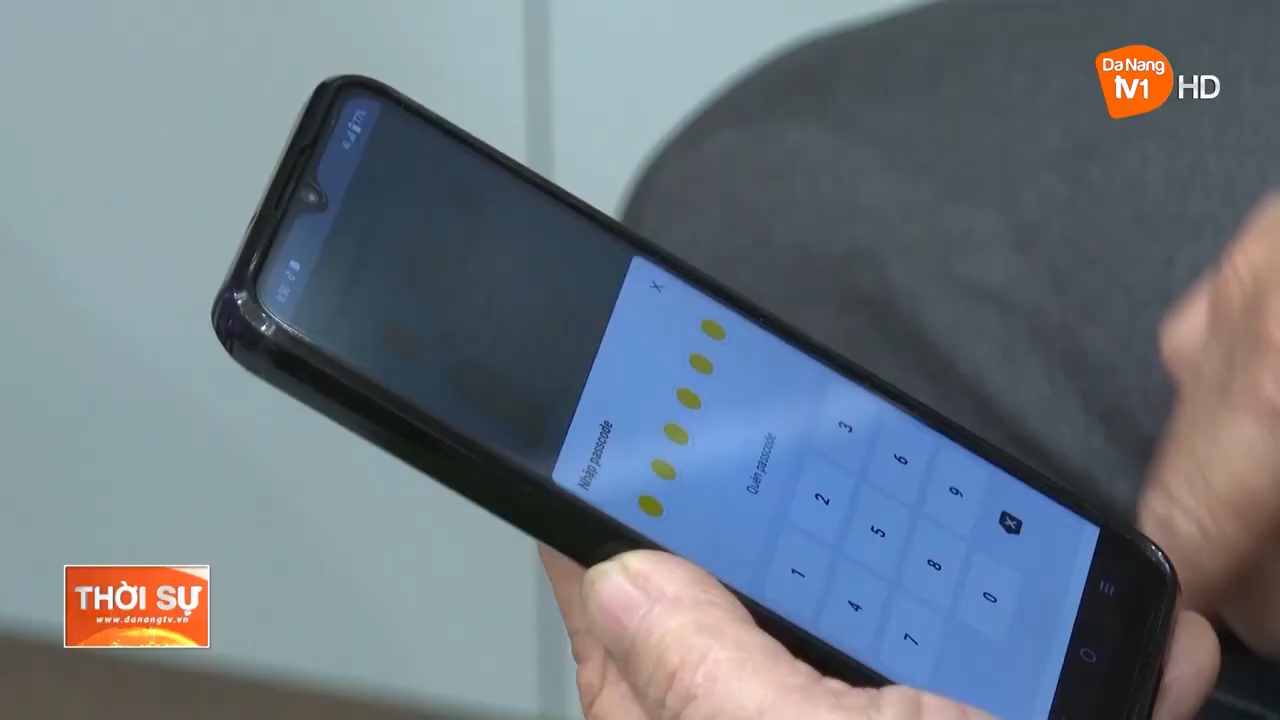 Da Nang
TV1 HD
77%
Nhập passcode
Quên passcode
1 2 3
4 5 6
7 8 9
0
THỜI SỰ
www.danangtv.vn